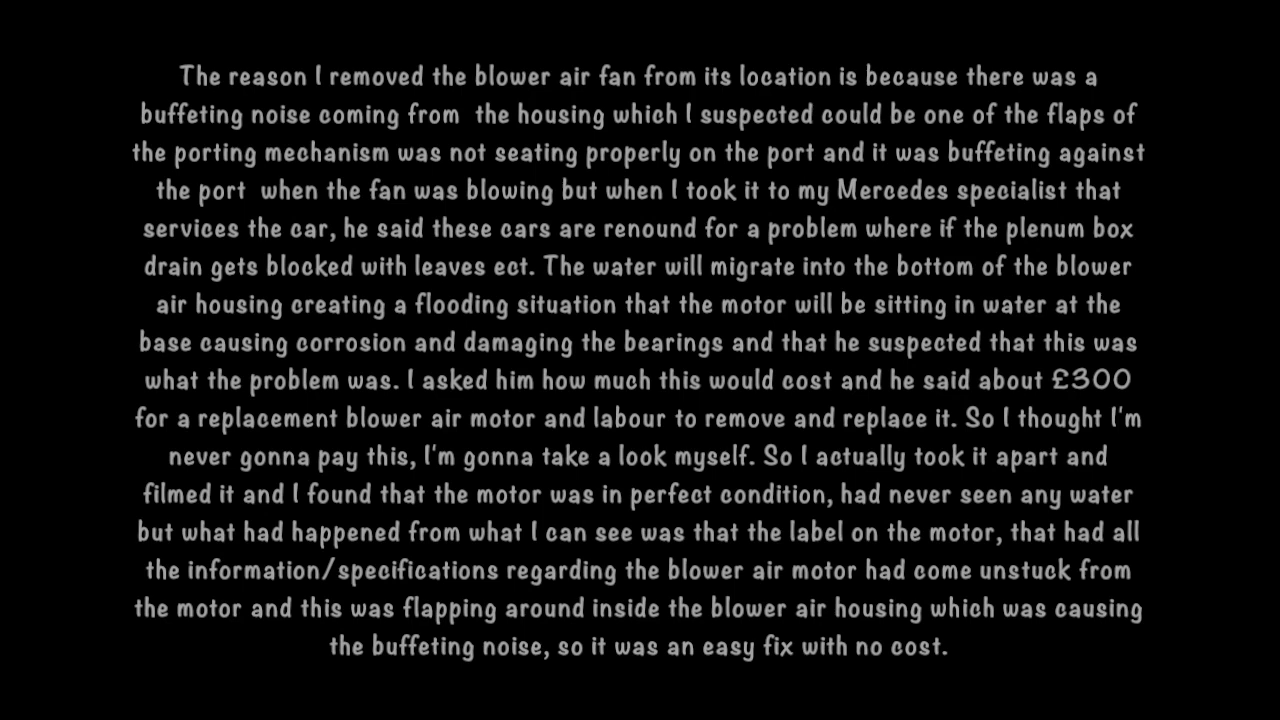 The reason I removed the blower air fan from its location is because there was a
buffeting noise coming from  the housing which I suspected could be one of the flaps of
the porting mechanism was not seating properly on the port and it was buffeting against
the port  when the fan was blowing but when I took it to my Mercedes specialist that
services the car, he said these cars are renound for a problem where if the plenum box
drain gets blocked with leaves ect. The water will migrate into the bottom of the blower
air housing creating a flooding situation that the motor will be sitting in water at the
base causing corrosion and damaging the bearings and that he suspected that this was
what the problem was. I asked him how much this would cost and he said about £300
for a replacement blower air motor and labour to remove and replace it. So I thought I'm
never gonna pay this, I'm gonna take a look myself. So I actually took it apart and
filmed it and I found that the motor was in perfect condition, had never seen any water
but what had happened from what I can see was that the label on the motor, that had all
the information/specifications regarding the blower air motor had come unstuck from
the motor and this was flapping around inside the blower air housing which was causing
the buffeting noise, so it was an easy fix with no cost.